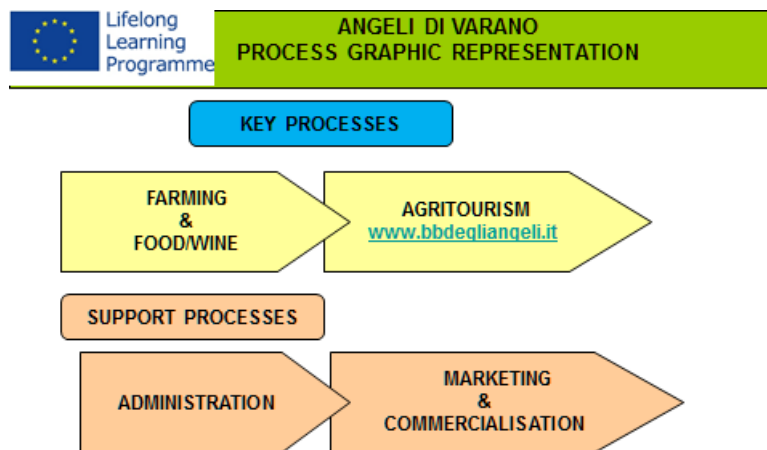 Lifelong
Learning
Programme
ANGELI DI VARANO
PROCESS GRAPHIC REPRESENTATION
KEY PROCESSES
FARMING
&
FOOD/WINE
AGRITOURISM
www.bbdegliangeli.it
SUPPORT PROCESSES
ADMINISTRATION
MARKETING
&
COMMERCIALISATION